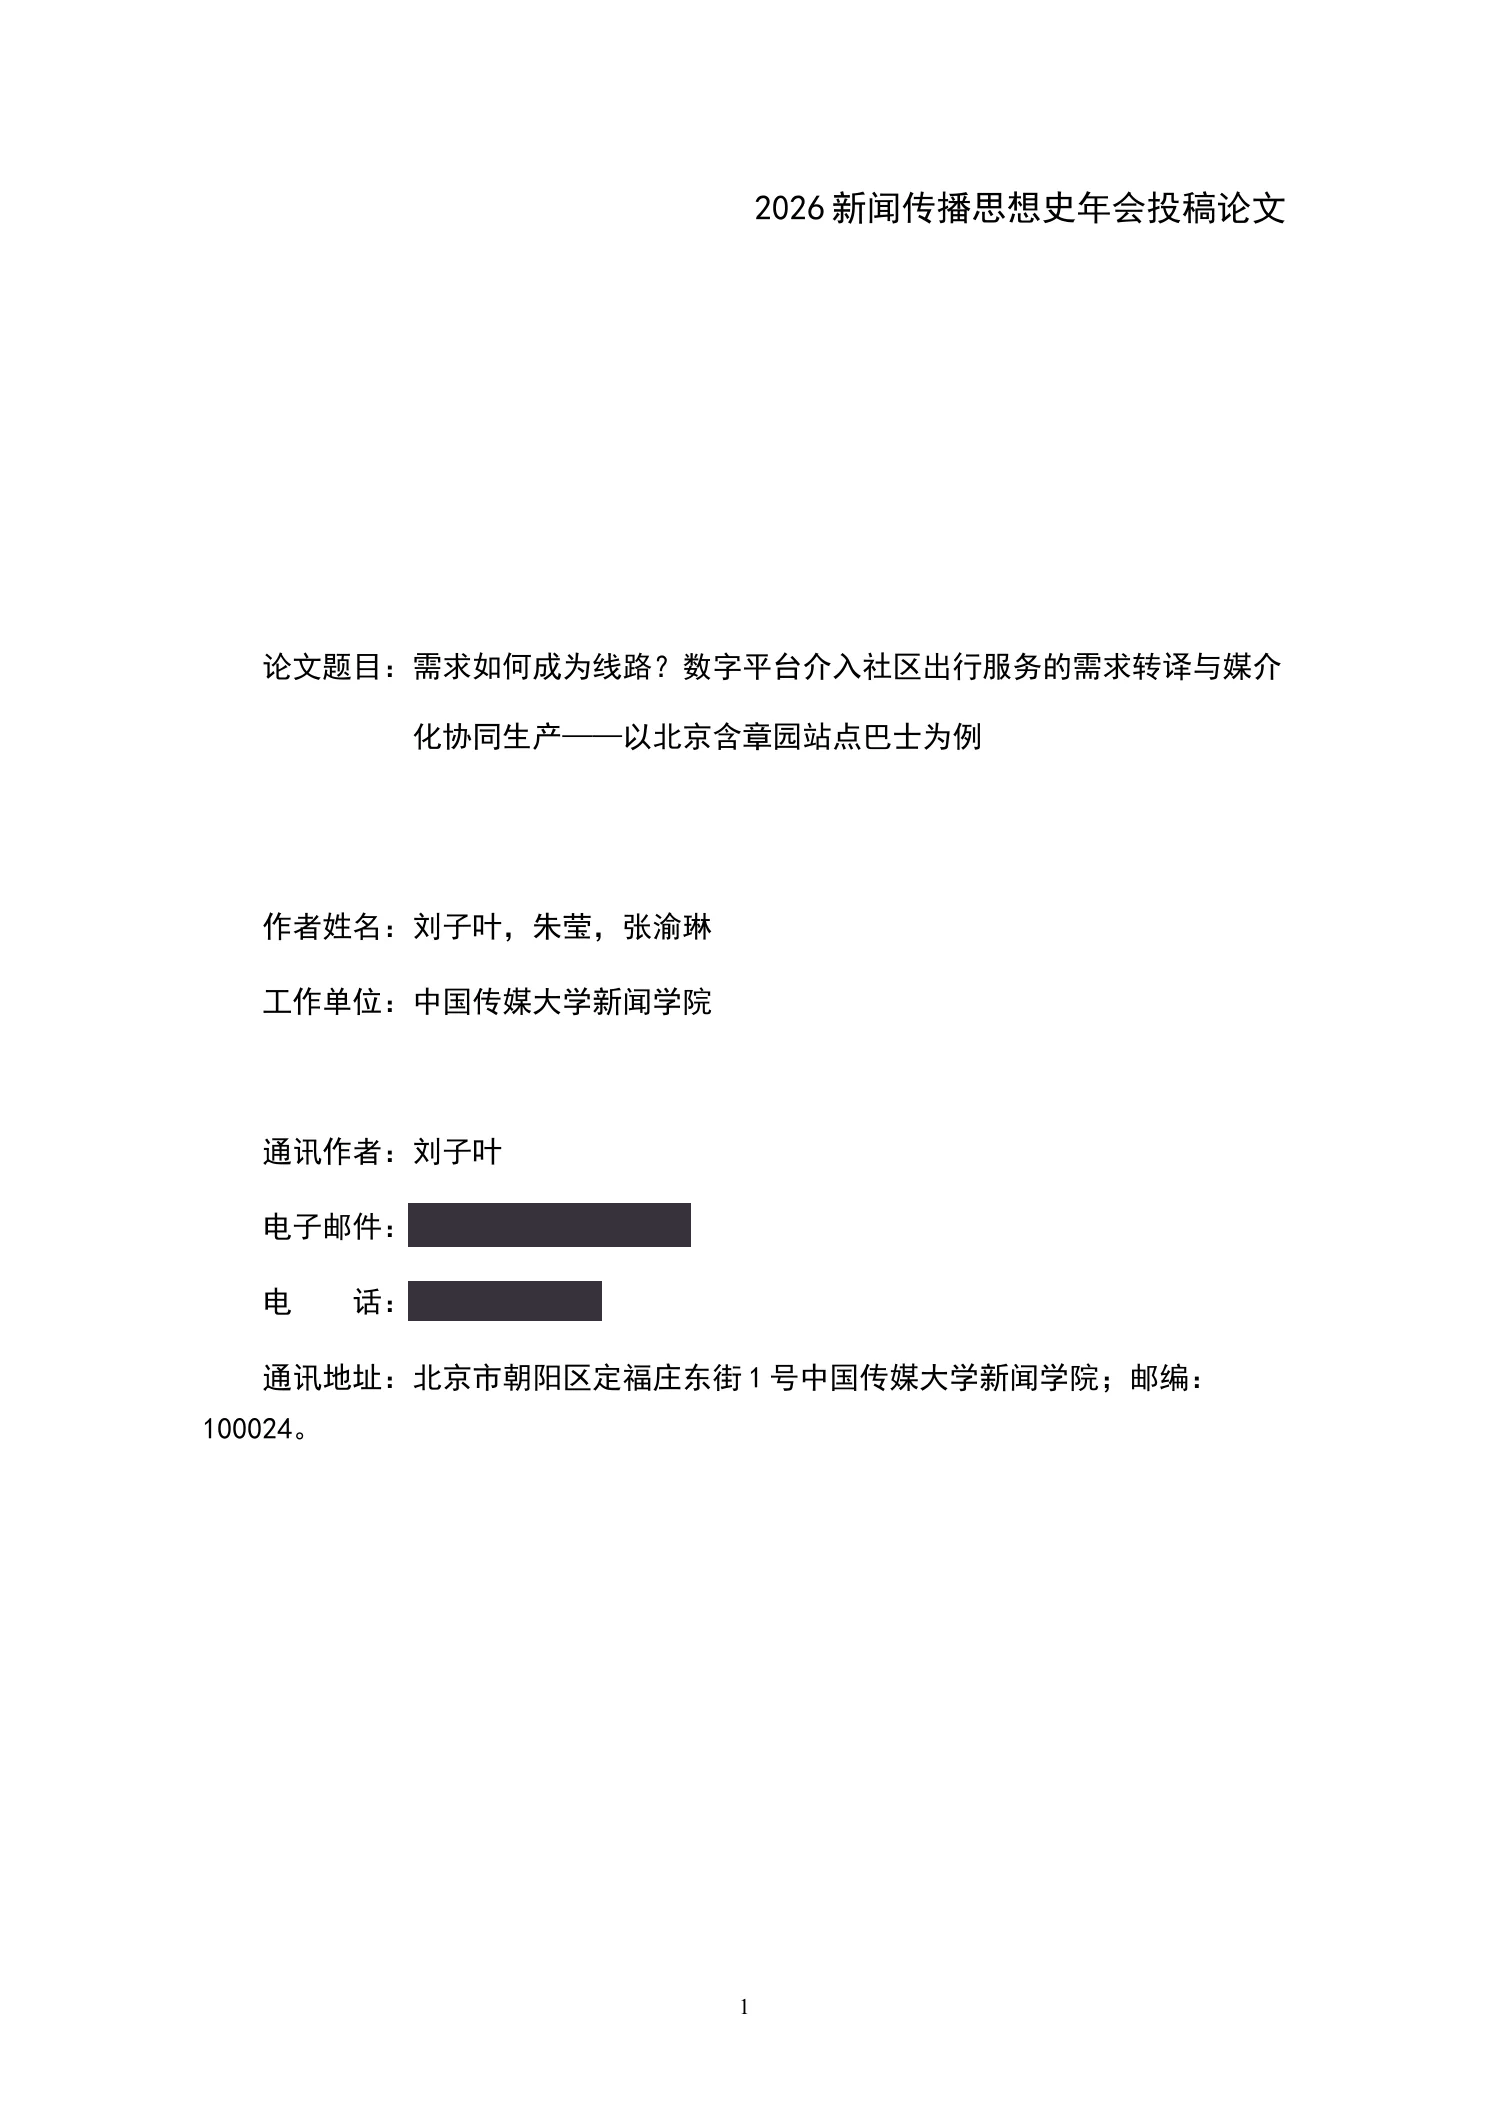 2026新闻传播思想史年会投稿论文
论文题目：需求如何成为线路？数字平台介入社区出行服务的需求转译与媒介
化协同生产——以北京含章园站点巴士为例
作者姓名：刘子叶，朱莹，张渝琳
工作单位：中国传媒大学新闻学院
通讯作者：刘子叶
电子邮件：
电　　话：
通讯地址：北京市朝阳区定福庄东街1号中国传媒大学新闻学院；邮编：
100024。
1